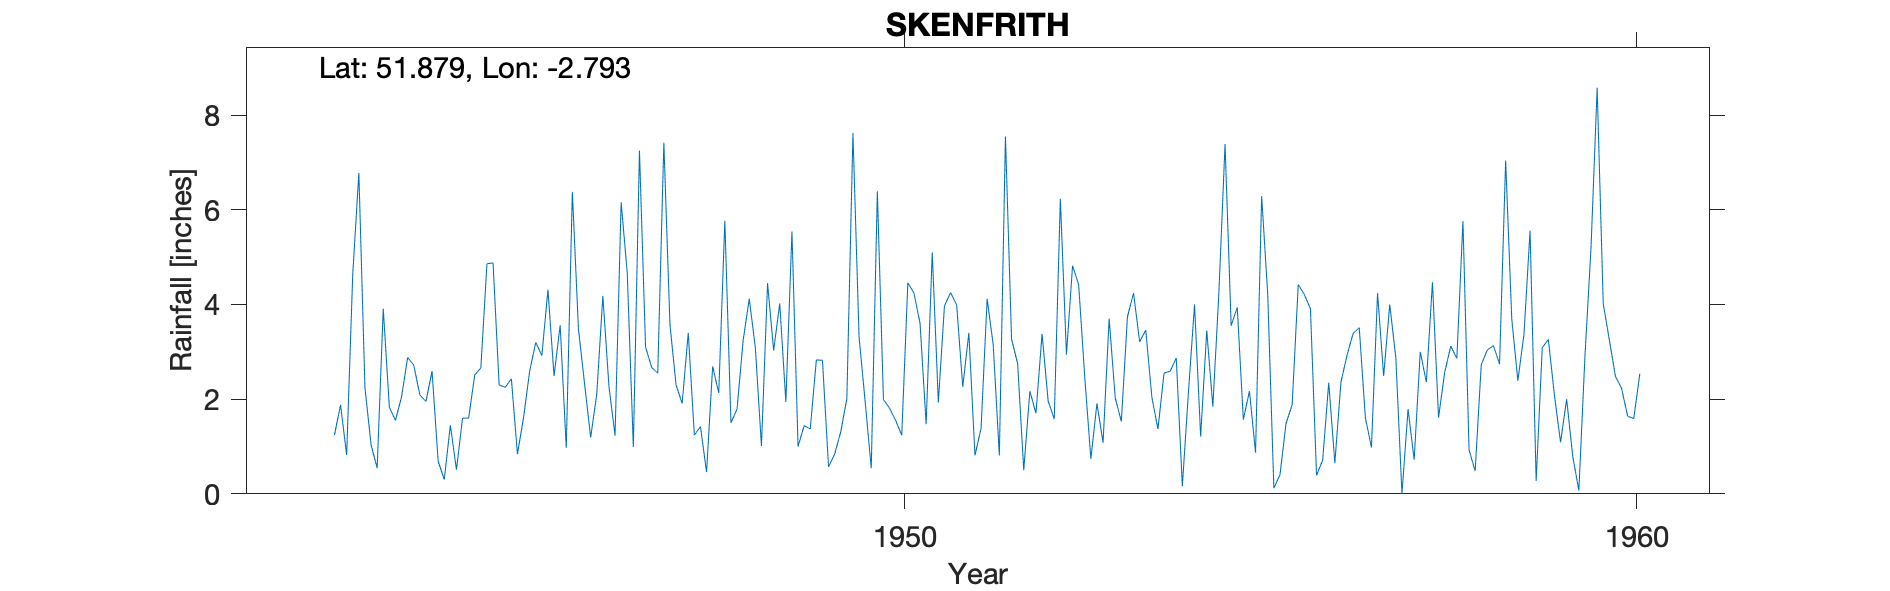 SKENFRITH
Lat: 51.879, Lon: -2.793
8
6
4
2
0
Rainfall [inches]
1950
1960
Year